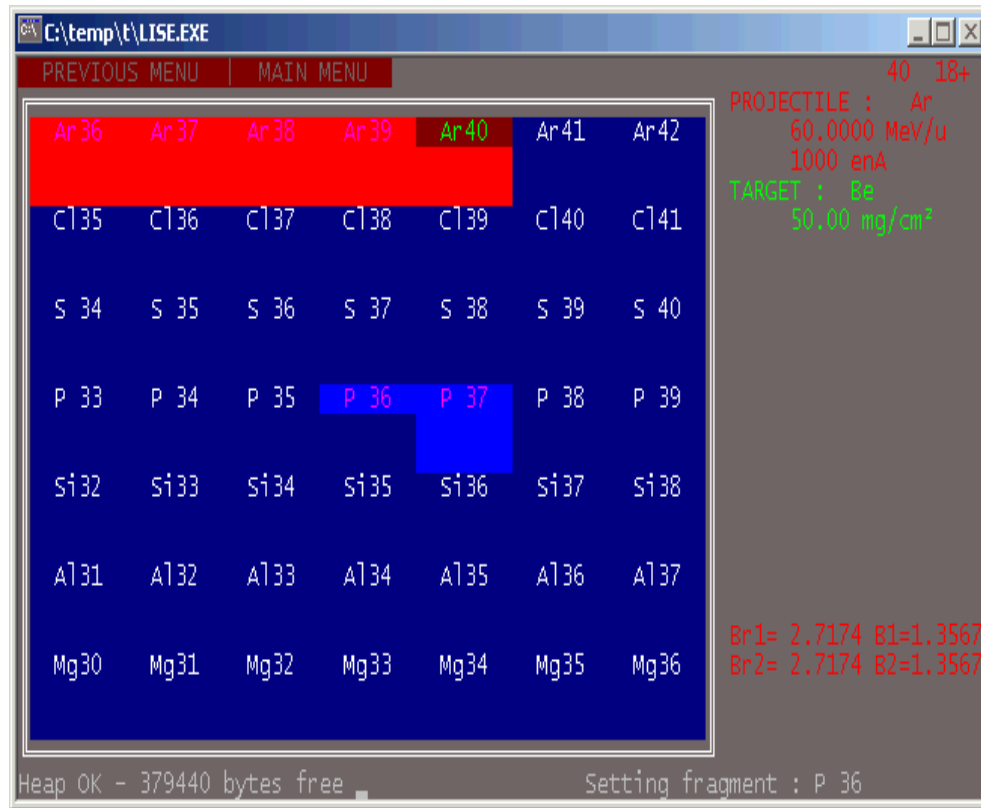 C:\temp\t\LISE.EXE
PREVIOUS MENU | MAIN MENU
40 18+
PROJECTILE : Ar
60.0000 MeV/u
1000 enA
TARGET : Be
50.00 mg/cm²
Ar36 Ar37 Ar38 Ar39 Ar40 Ar41 Ar42
Cl35 Cl36 Cl37 Cl38 Cl39 Cl40 Cl41
S 34 S 35 S 36 S 37 S 38 S 39 S 40
P 33 P 34 P 35 P 36 P 37 P 38 P 39
Si32 Si33 Si34 Si35 Si36 Si37 Si38
Al31 Al32 Al33 Al34 Al35 Al36 Al37
Mg30 Mg31 Mg32 Mg33 Mg34 Mg35 Mg36
Br1= 2.7174 B1=1.3567
Br2= 2.7174 B2=1.3567
Heap OK - 379440 bytes free _ Setting fragment : P 36